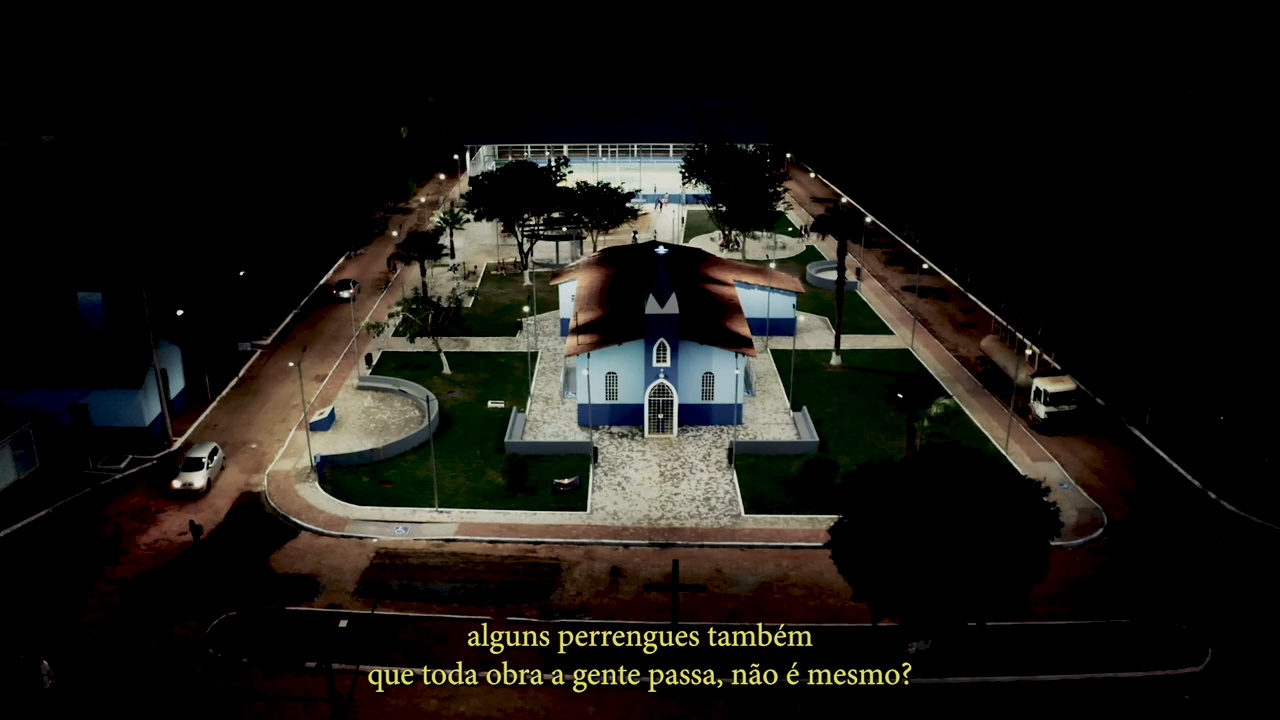 alguns perrengues também
que toda obra a gente passa, não é mesmo?